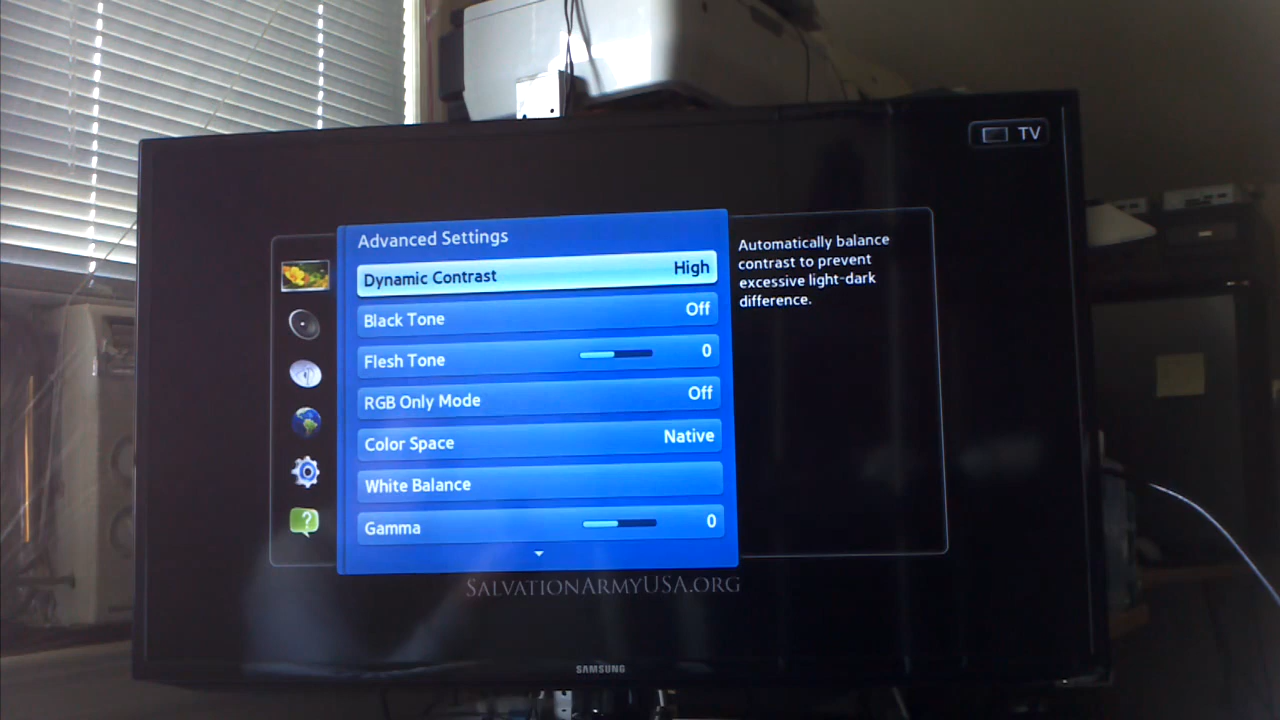 TV
Advanced Settings
Dynamic Contrast High
Black Tone Off
Flesh Tone 0
RGB Only Mode Off
Color Space Native
White Balance
Gamma 0
Automatically balance
contrast to prevent
excessive light-dark
difference.
?
SALVATIONARMYUSA.ORG
SAMSUNG